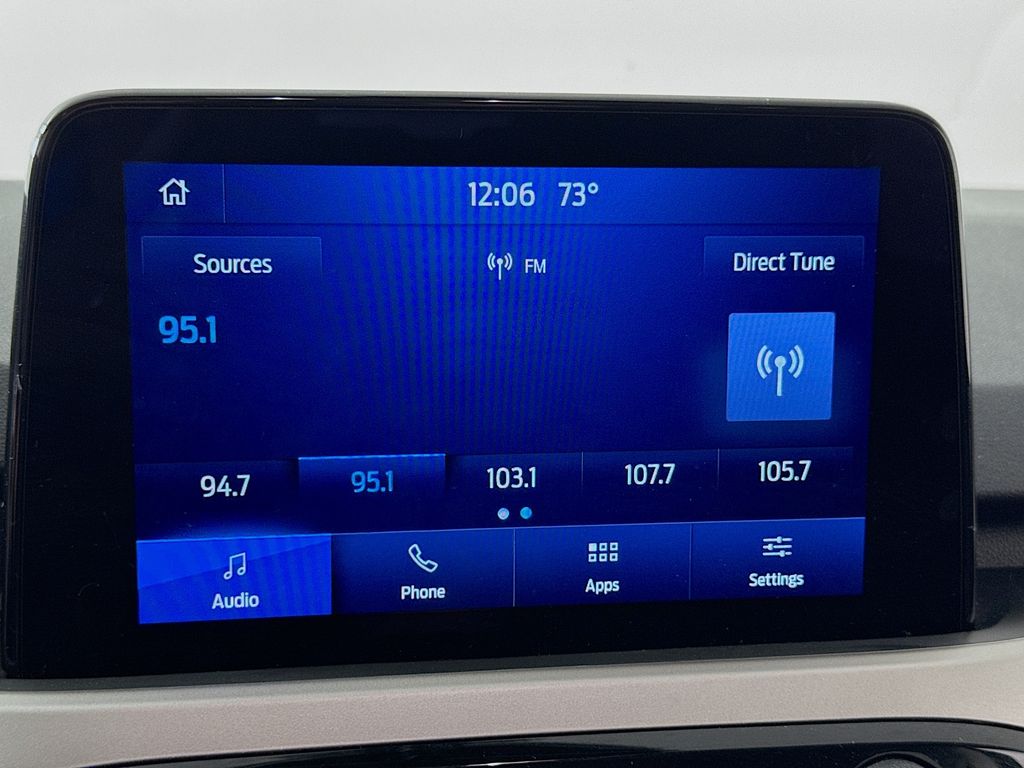 12:06 73°
Sources FM Direct Tune
95.1
94.7 95.1 103.1 107.7 105.7
Audio Phone Apps Settings